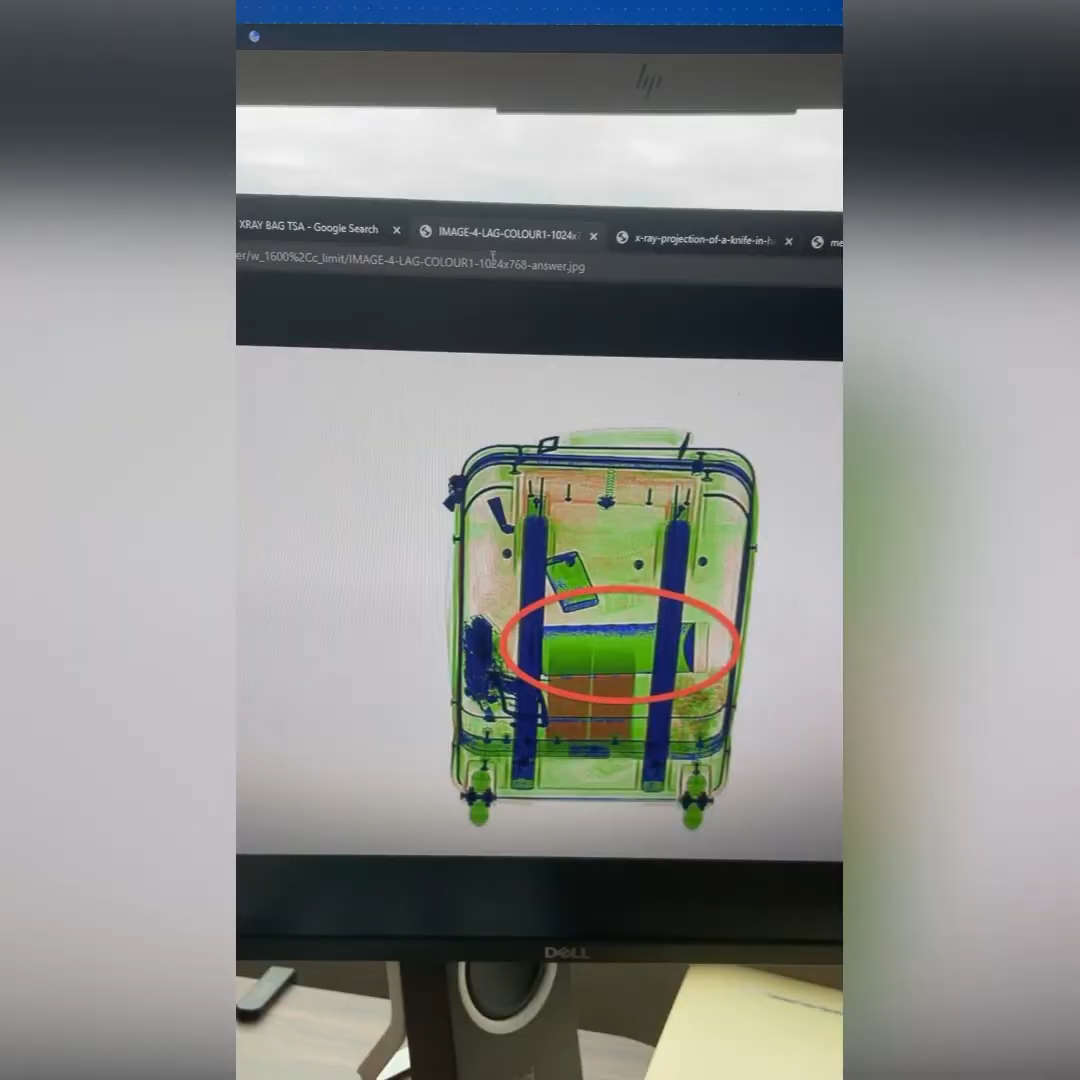 hp
XRAY BAG TSA - Google Search
IMAGE-4-LAG-COLOUR1-1024x7
x-ray-projection-of-a-knife-in-h
me
er/w_1600%2Cc_limit/IMAGE-4-LAG-COLOUR1-1024x768-answer.jpg
DELL